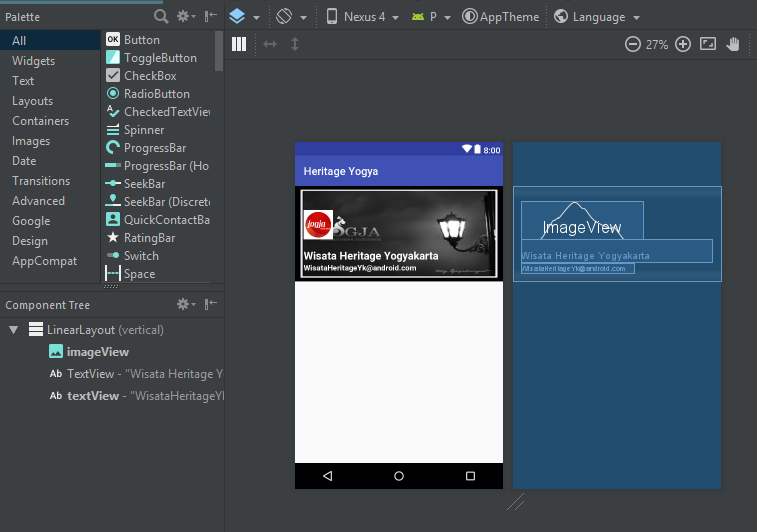 Palette
Nexus 4
P
AppTheme
Language
All
Widgets
Text
Layouts
Containers
Images
Date
Transitions
Advanced
Google
Design
AppCompat
OK Button
ToggleButton
CheckBox
RadioButton
CheckedTextVie
Spinner
ProgressBar
ProgressBar (Ho
SeekBar
SeekBar (Discret
QuickContactBa
RatingBar
Switch
Space
27%
Component Tree
LinearLayout (vertical)
imageView
Ab TextView - "Wisata Heritage Y
Ab textView - "WisataHeritageYk
8:00
Heritage Yogya
jogja
GJA
Wisata Heritage Yogyakarta
WisataHeritageYk@android.com
ImageView
Wisata Heritage Yogyakarta
WisataHeritageYk@android.com